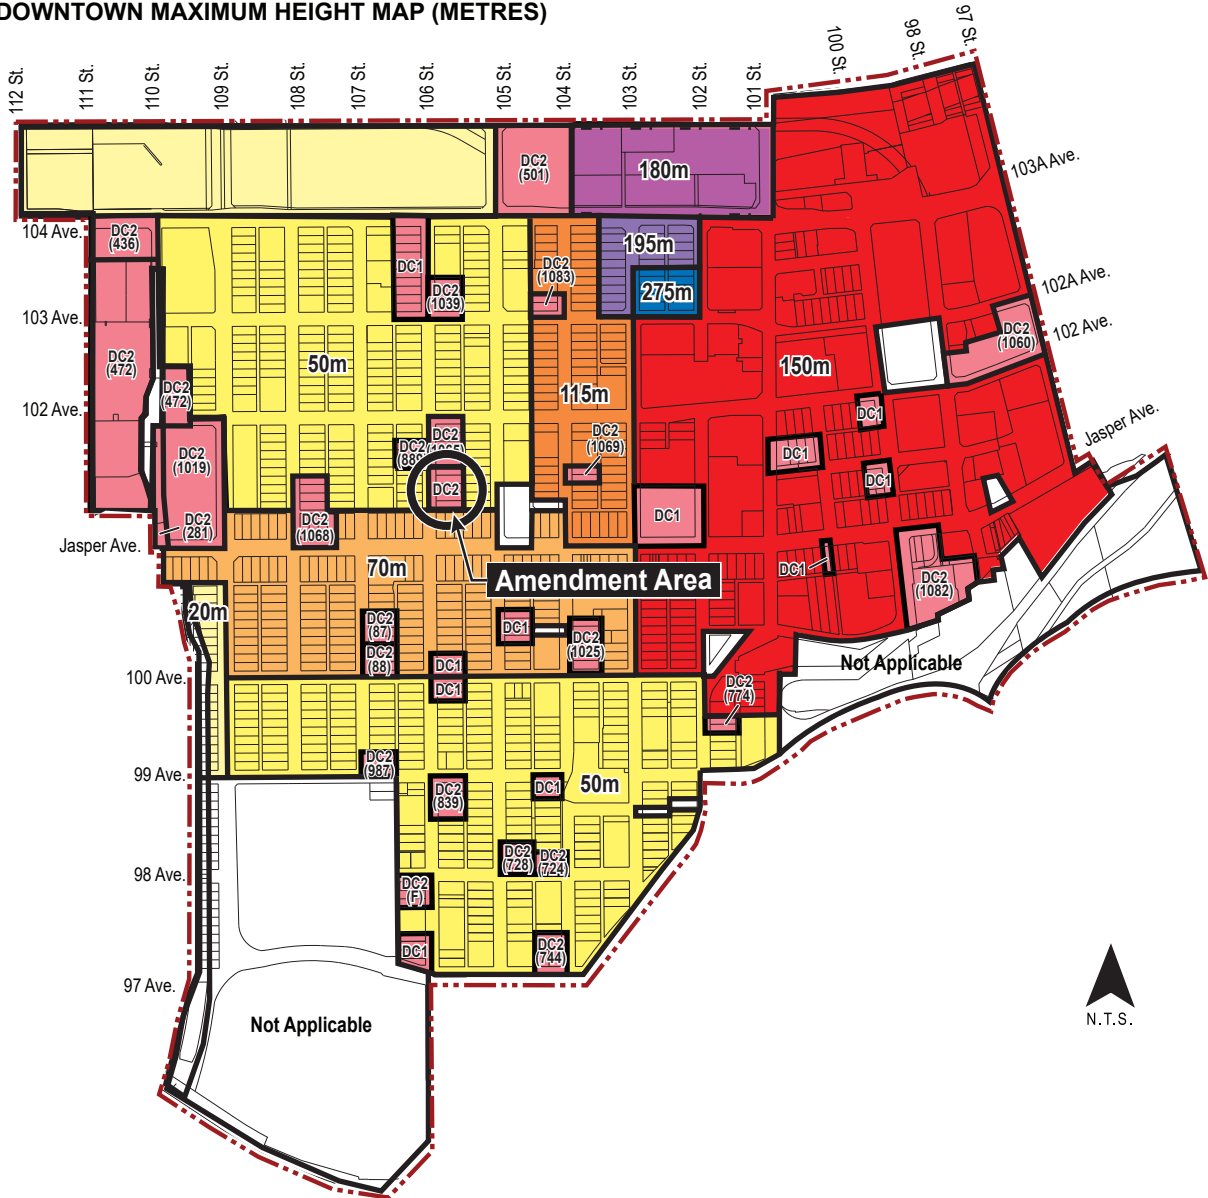 DOWNTOWN MAXIMUM HEIGHT MAP (METRES)
112 St.
111 St.
110 St.
109 St.
108 St.
107 St.
106 St.
105 St.
104 St.
103 St.
102 St.
101 St.
100 St.
98 St.
97 St.
103A Ave.
102A Ave.
102 Ave.
Jasper Ave.
104 Ave.
103 Ave.
102 Ave.
Jasper Ave.
100 Ave.
99 Ave.
98 Ave.
97 Ave.
DC2
(501)
180m
DC2
(436)
DC1
DC2
(1039)
DC2
(1083)
195m
275m
DC2
(1060)
DC2
(472)
DC2
(472)
50m
115m
150m
DC1
DC2
(1019)
DC2
DC2
DC2
(1069)
DC1
DC1
DC2
(281)
DC2
(1068)
DC1
70m
Amendment Area
DC1
DC2
(1082)
20m
DC2
(87)
DC2
(88)
DC1
DC2
(1025)
DC1
DC1
Not Applicable
DC2
(774)
DC2
(987)
DC2
(839)
DC1
50m
DC2
(728)
DC2
(724)
DC2
(F)
DC1
DC2
(744)
Not Applicable
N.T.S.